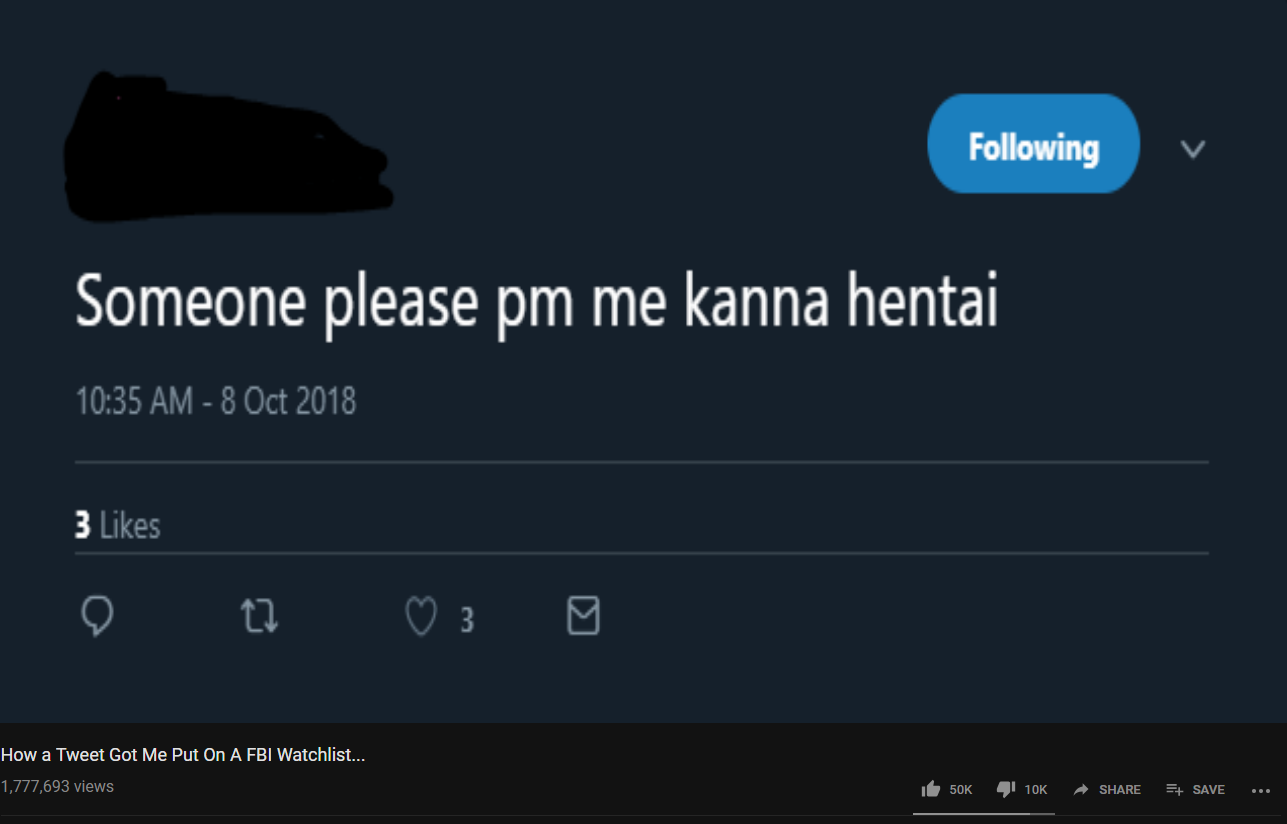 Following
Someone please pm me kanna hentai
10:35 AM - 8 Oct 2018
3 Likes
3
How a Tweet Got Me Put On A FBI Watchlist...
1,777,693 views
50K 10K SHARE SAVE